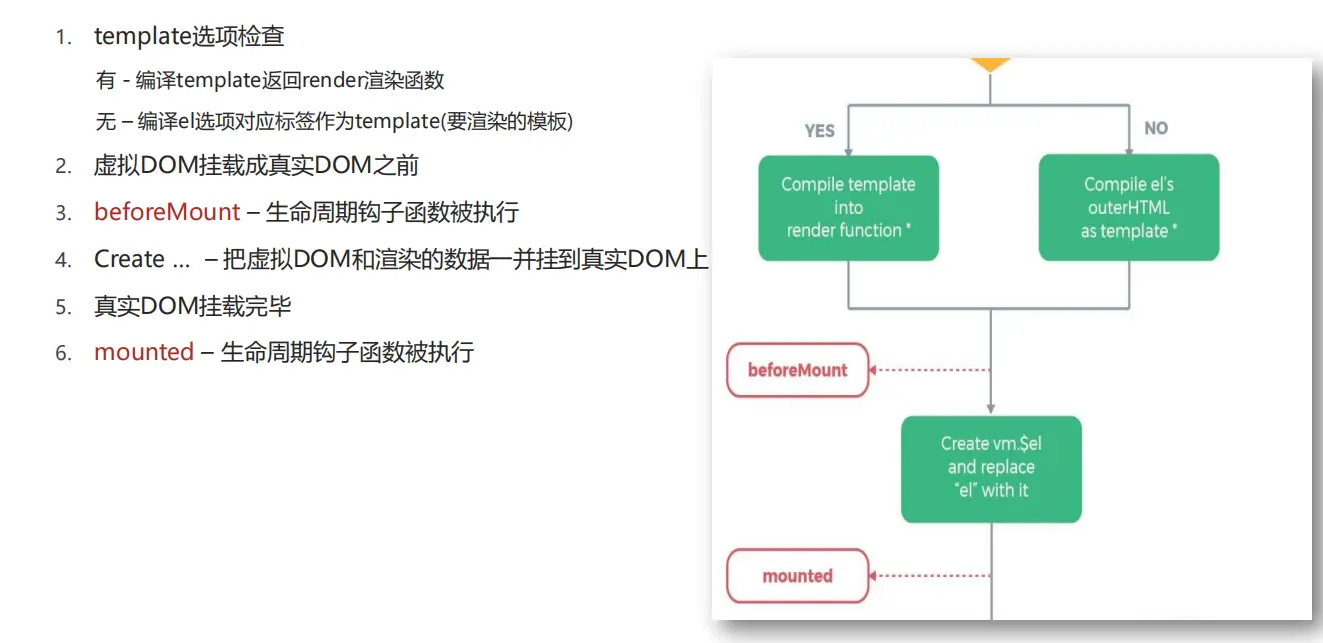 1. template选项检查
有 - 编译template返回render渲染函数
无 – 编译el选项对应标签作为template(要渲染的模板)
2. 虚拟DOM挂载成真实DOM之前
3. beforeMount – 生命周期钩子函数被执行
4. Create … – 把虚拟DOM和渲染的数据一并挂到真实DOM上
5. 真实DOM挂载完毕
6. mounted – 生命周期钩子函数被执行
YES
NO
Compile template
into
render function *
Compile el's
outerHTML
as template *
beforeMount
Create vm.$el
and replace
“el” with it
mounted